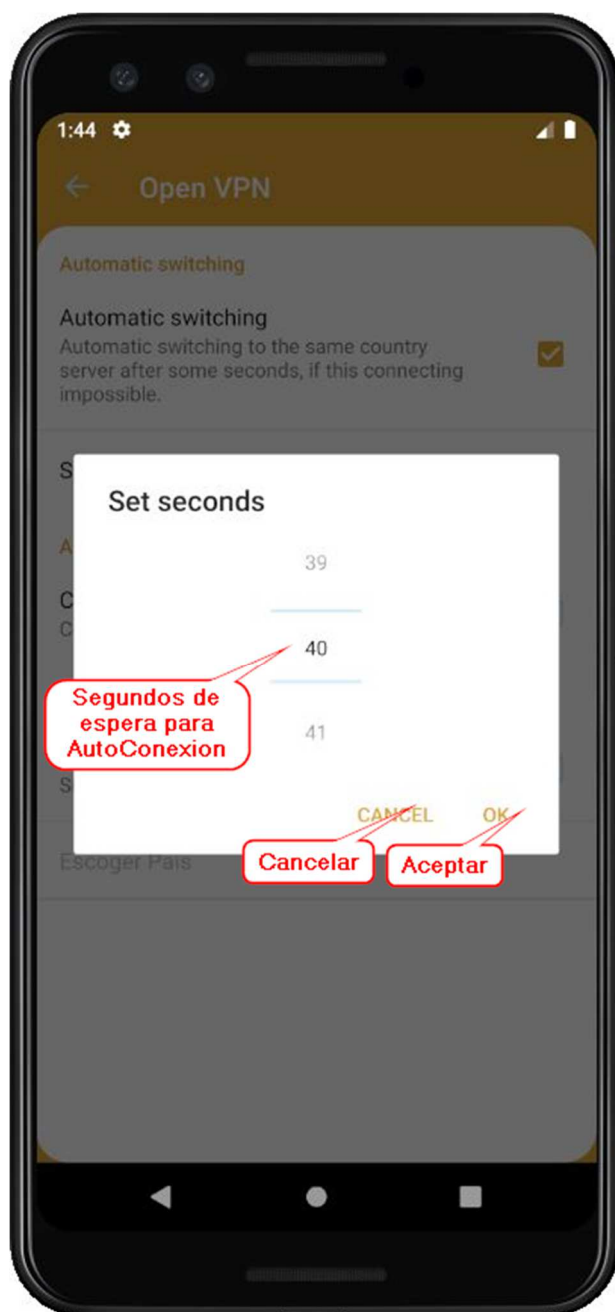 1:44
Open VPN
Automatic switching
Automatic switching
Automatic switching to the same country
server after some seconds, if this connecting
impossible.
S
Set seconds
A
39
C
C
40
Segundos de
espera para
AutoConexion
41
S
CANCEL OK
Escoger Pais
Cancelar
Aceptar